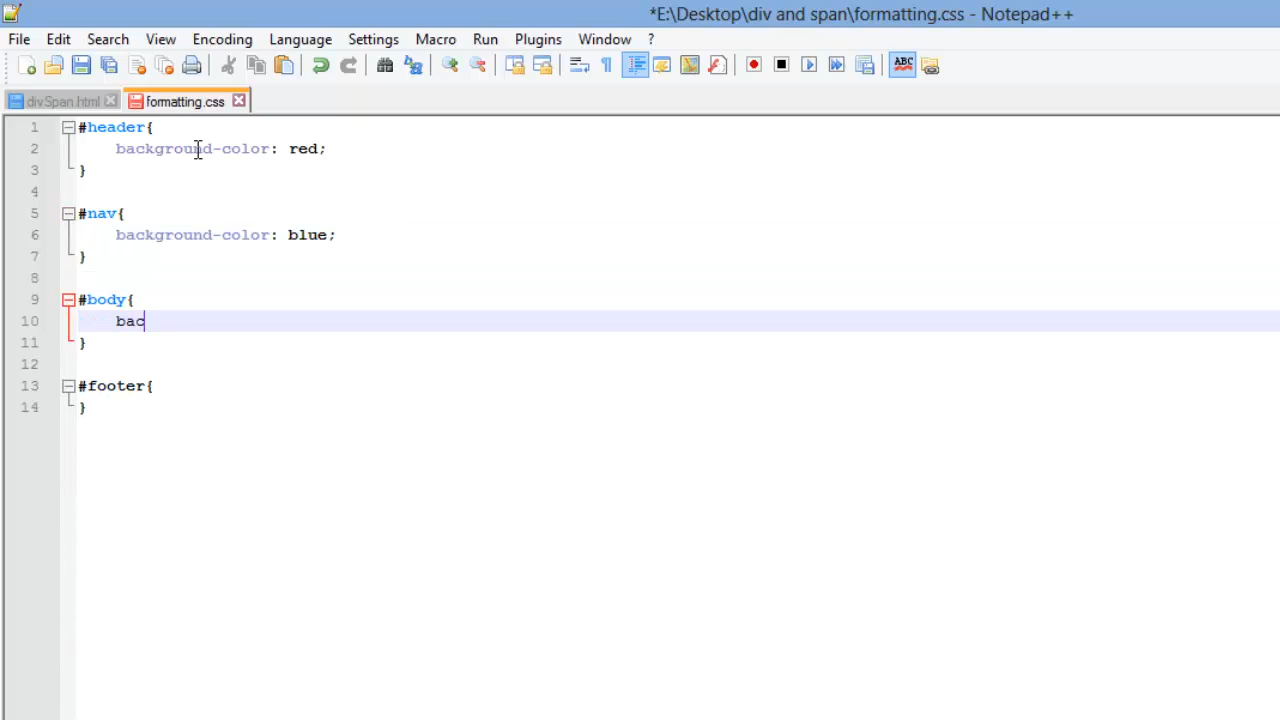 *E:\Desktop\div and span\formatting.css - Notepad++
File Edit Search View Encoding Language Settings Macro Run Plugins Window ?
ABC
divSpan.html formatting.css
1 #header{
2 background-color: red;
3 }
4
5 #nav{
6 background-color: blue;
7 }
8
9 #body{
10 bac
11 }
12
13 #footer{
14 }